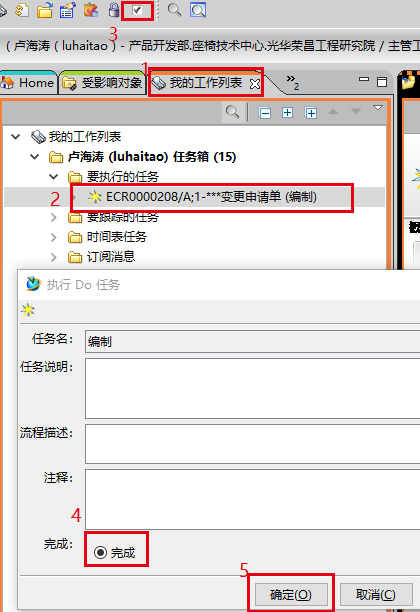 3
（卢海涛（luhaitao）- 产品开发部.座椅技术中心.光华荣昌工程研究院 / 主管工
1
Home 受影响对象 我的工作列表 »2
我的工作列表
卢海涛 (luhaitao) 任务箱 (15)
要执行的任务
2 ECR0000208/A;1-***变更申请单 (编制)
要跟踪的任务
时间表任务
订阅消息
执行 Do 任务
任务名： 编制
任务说明：
流程描述：
注释：
4
完成： 完成
5
确定(O) 取消(C)